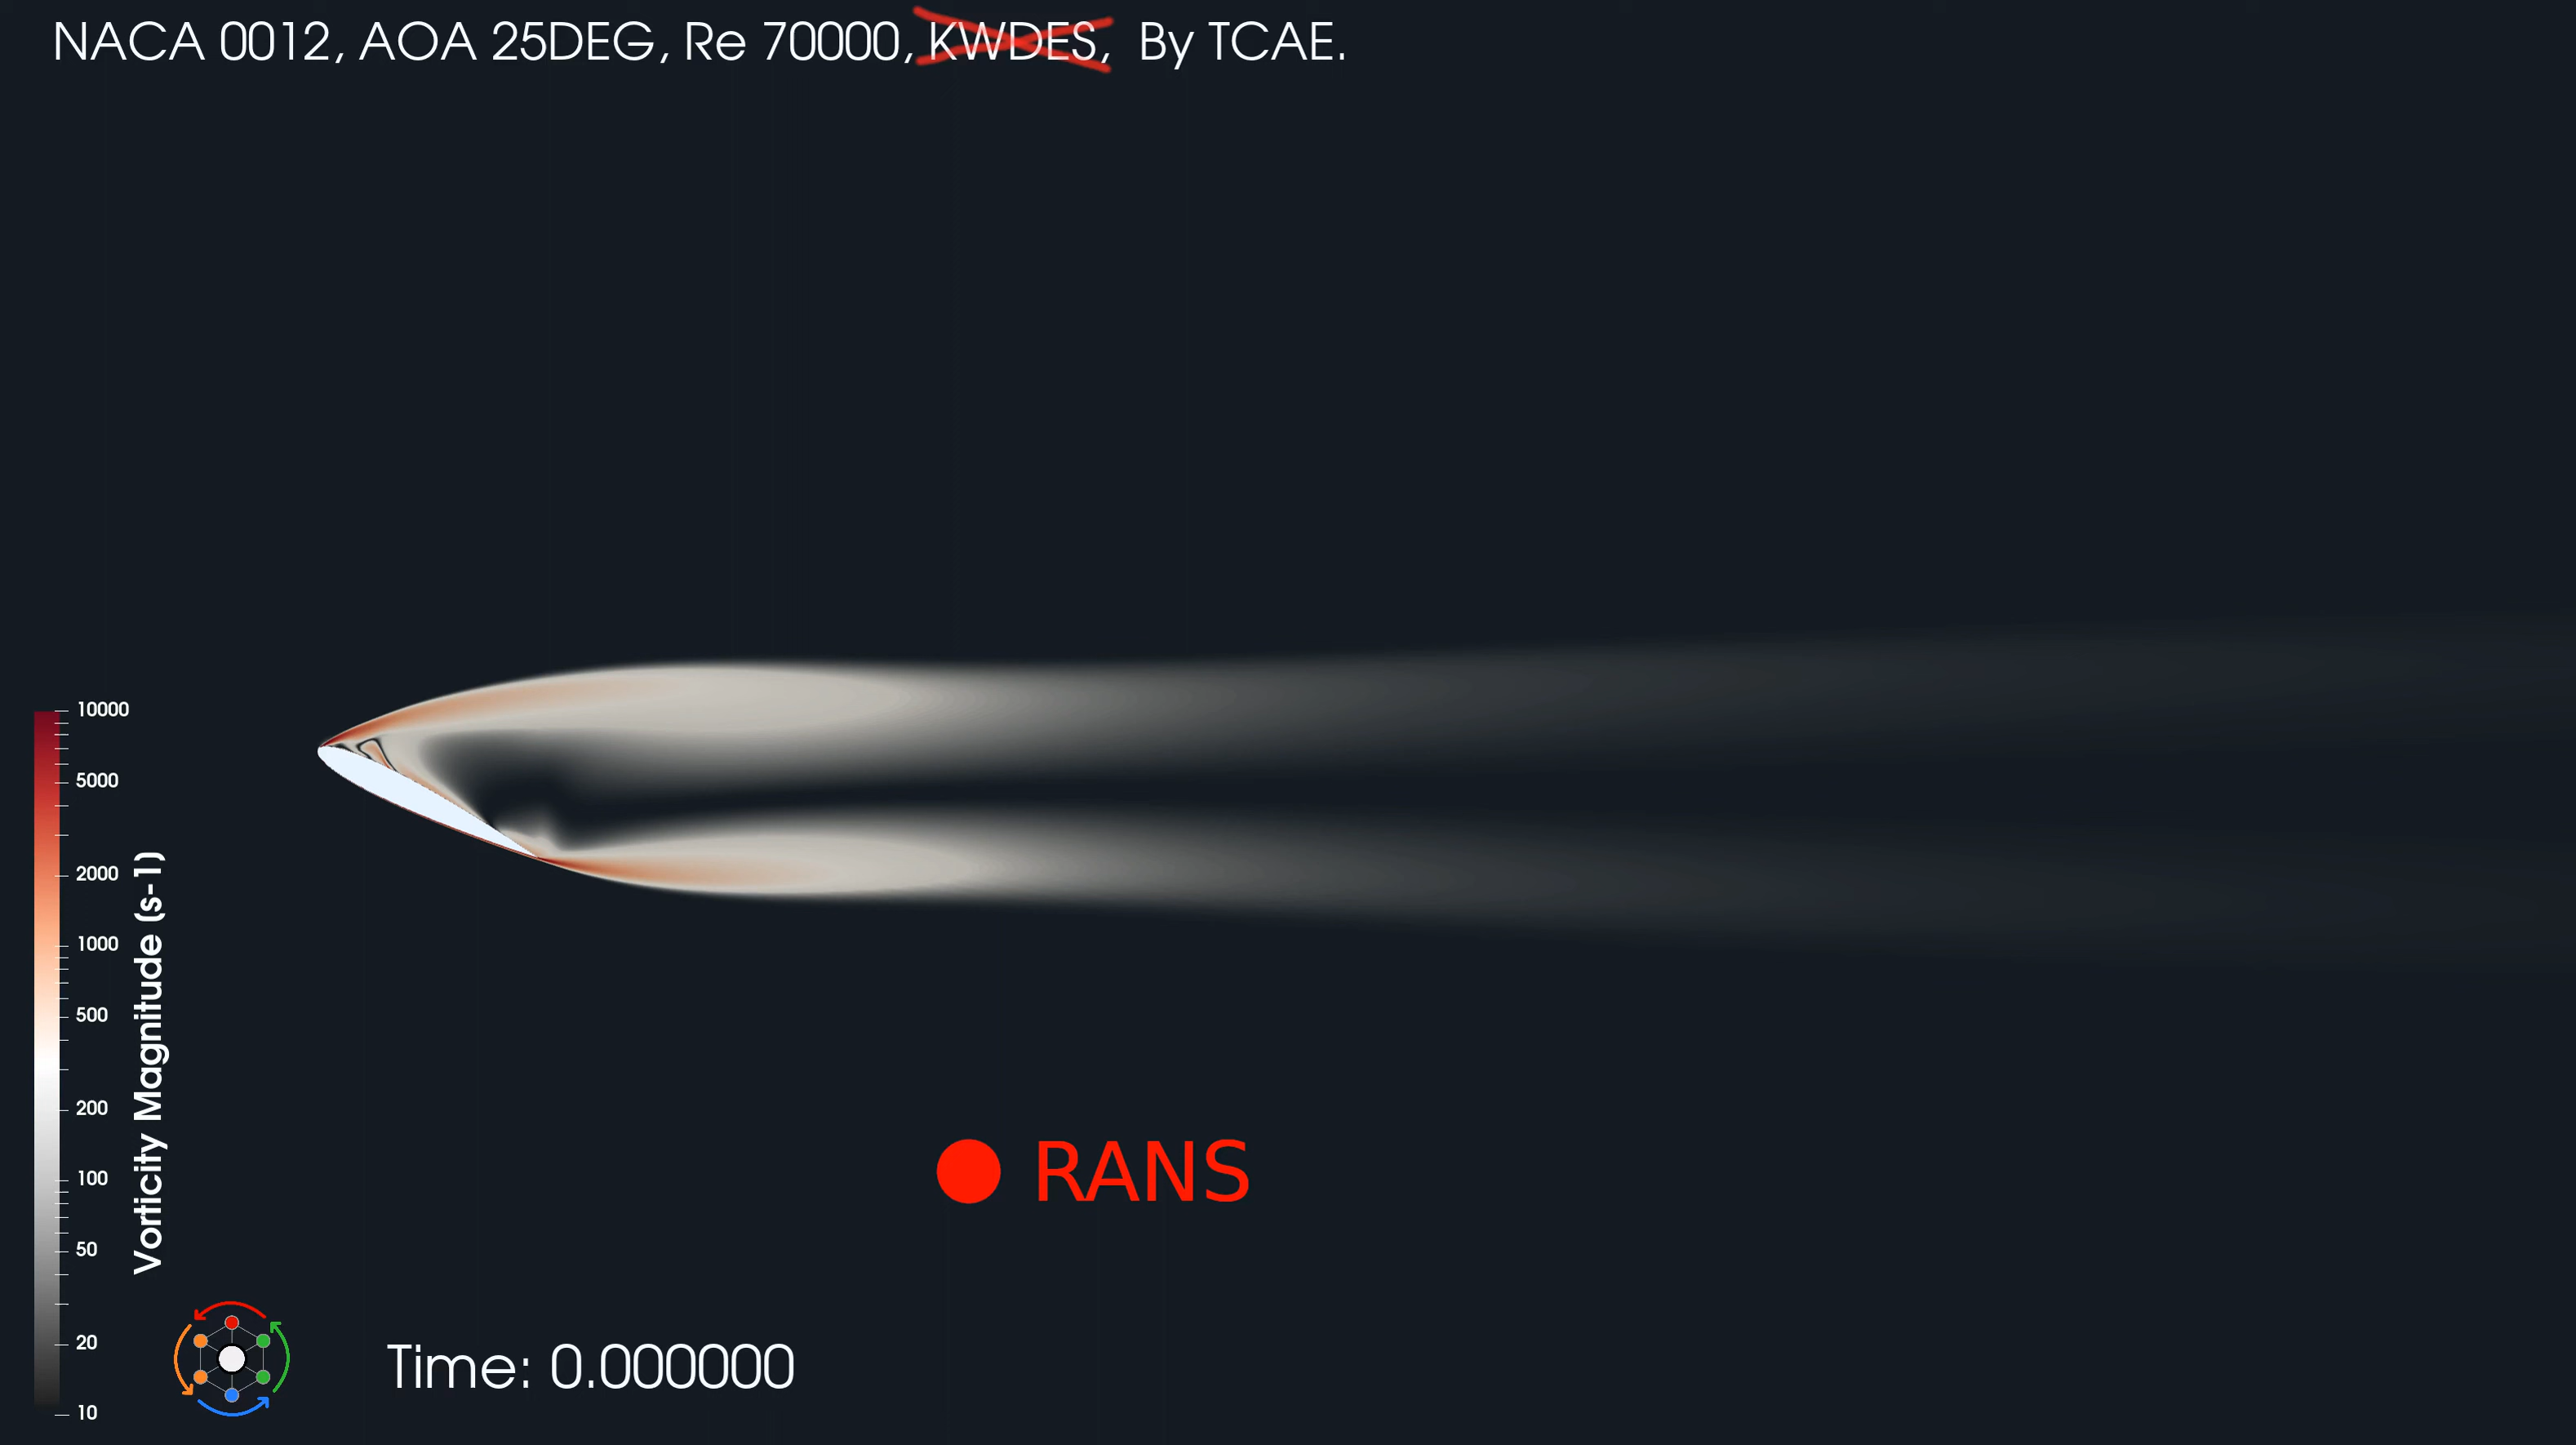 NACA 0012, AOA 25DEG, Re 70000, KWDES, By TCAE.
10000
5000
2000
1000
500
200
100
50
20
10
Vorticity Magnitude (s-1)
RANS
Time: 0.000000